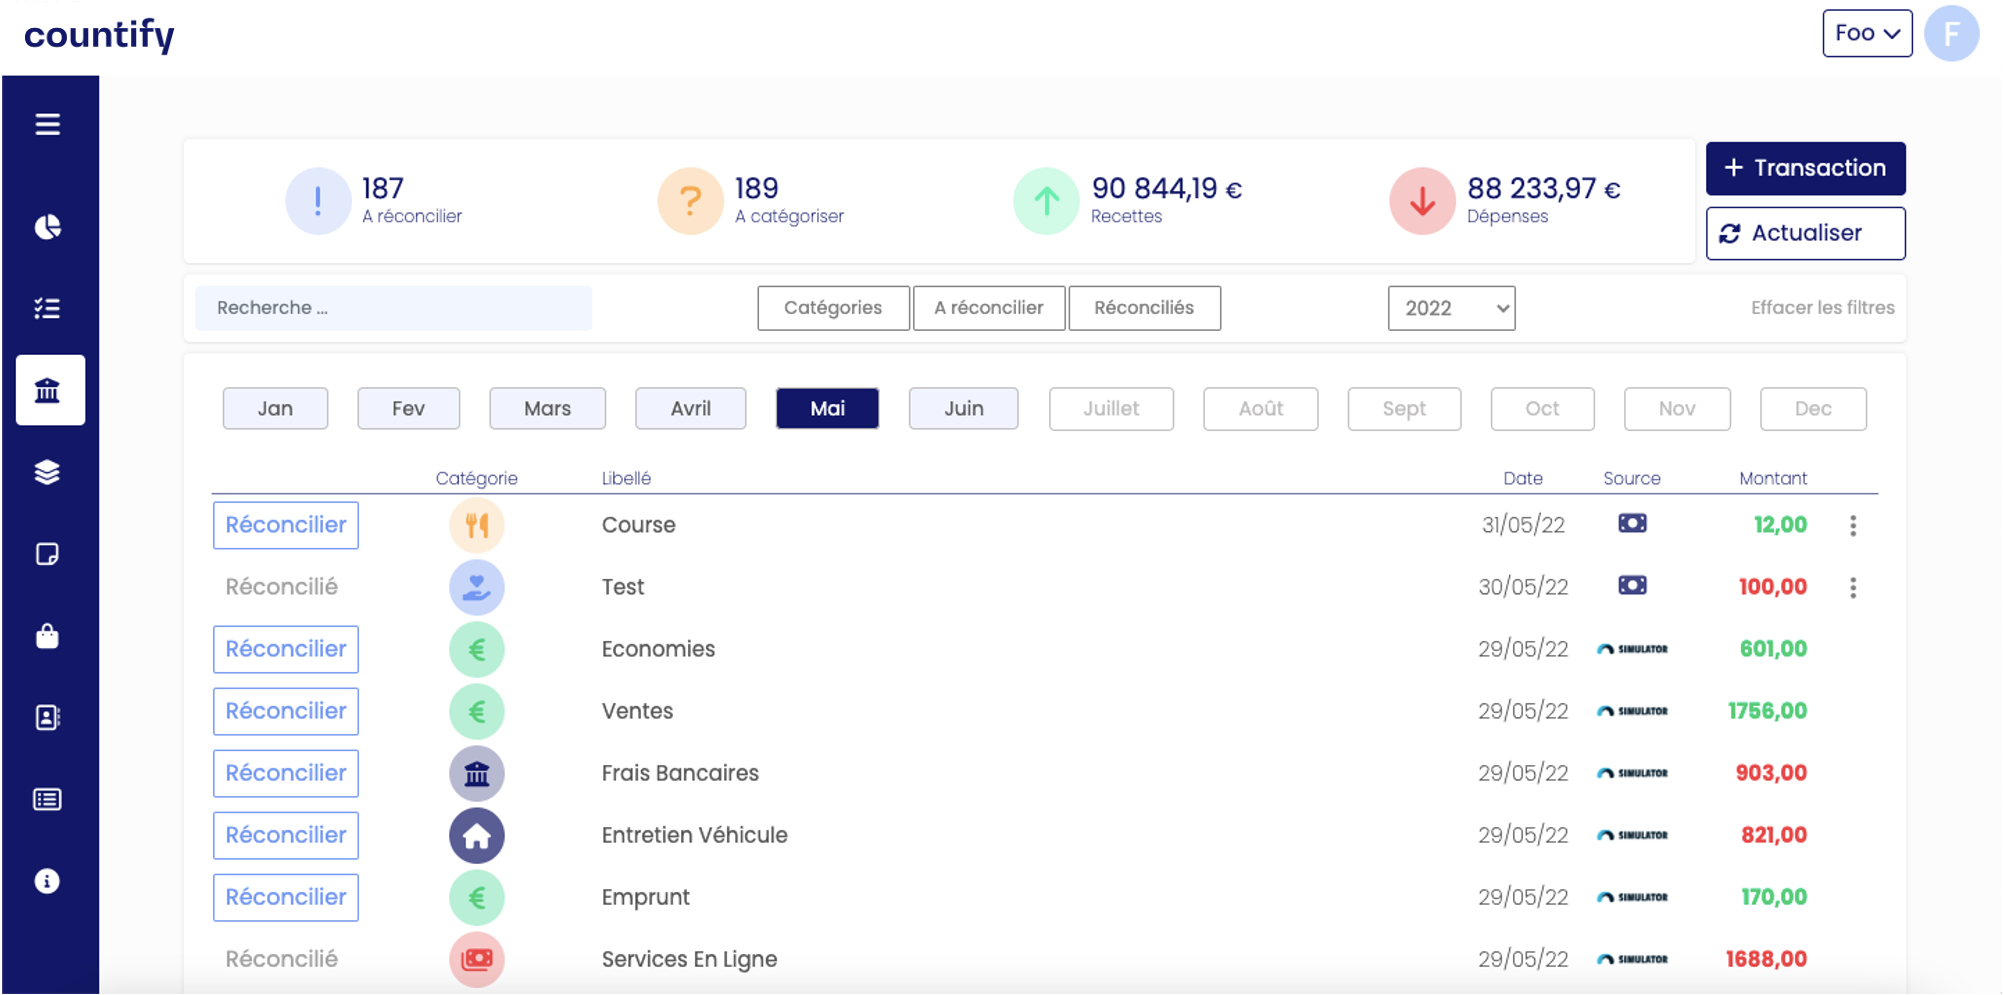 countify
Foo
F
187
A réconcilier
189
A catégoriser
90 844,19 €
Recettes
88 233,97 €
Dépenses
+ Transaction
Actualiser
Recherche ...
Catégories A réconcilier Réconciliés
2022
Effacer les filtres
Jan Fev Mars Avril Mai Juin Juillet Août Sept Oct Nov Dec
Catégorie Libellé Date Source Montant
Réconcilier Course 31/05/22 12,00
Réconcilié Test 30/05/22 100,00
Réconcilier € Economies 29/05/22 SIMULATOR 601,00
Réconcilier € Ventes 29/05/22 SIMULATOR 1756,00
Réconcilier Frais Bancaires 29/05/22 SIMULATOR 903,00
Réconcilier Entretien Véhicule 29/05/22 SIMULATOR 821,00
Réconcilier € Emprunt 29/05/22 SIMULATOR 170,00
Réconcilié Services En Ligne 29/05/22 SIMULATOR 1688,00